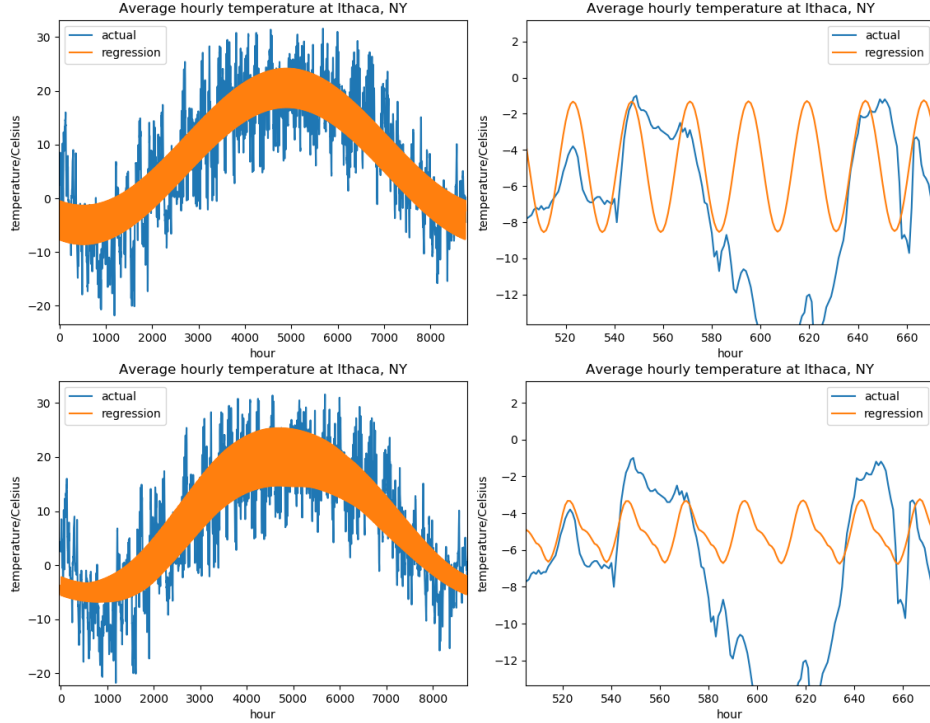 Average hourly temperature at Ithaca, NY
temperature/Celsius
30
20
10
0
−10
−20
actual
regression
0 1000 2000 3000 4000 5000 6000 7000 8000
hour
Average hourly temperature at Ithaca, NY
temperature/Celsius
2
0
−2
−4
−6
−8
−10
−12
actual
regression
520 540 560 580 600 620 640 660
hour
Average hourly temperature at Ithaca, NY
temperature/Celsius
30
20
10
0
−10
−20
actual
regression
0 1000 2000 3000 4000 5000 6000 7000 8000
hour
Average hourly temperature at Ithaca, NY
temperature/Celsius
2
0
−2
−4
−6
−8
−10
−12
actual
regression
520 540 560 580 600 620 640 660
hour